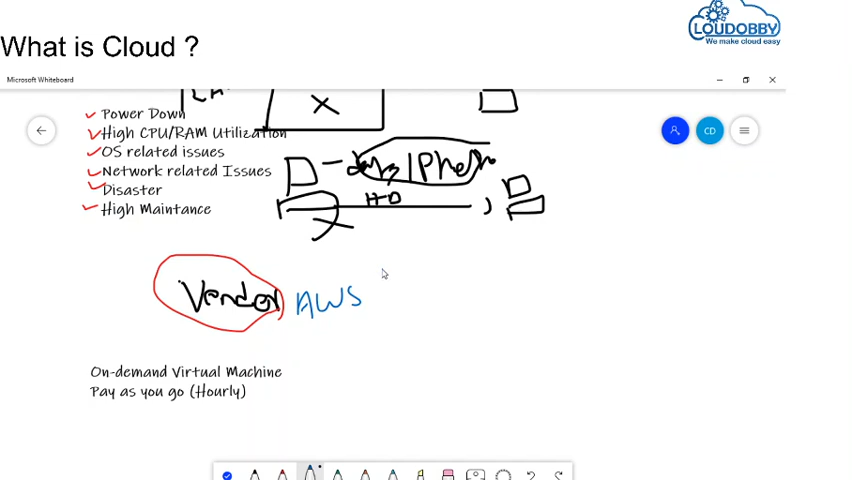 LOUDOBBY
We make cloud easy
What is Cloud ?
Microsoft Whiteboard
CD
Power Down
High CPU/RAM Utilization
OS related issues
Network related Issues
Disaster
High Maintance
HD
Vendor AWS
On-demand Virtual Machine
Pay as you go (Hourly)